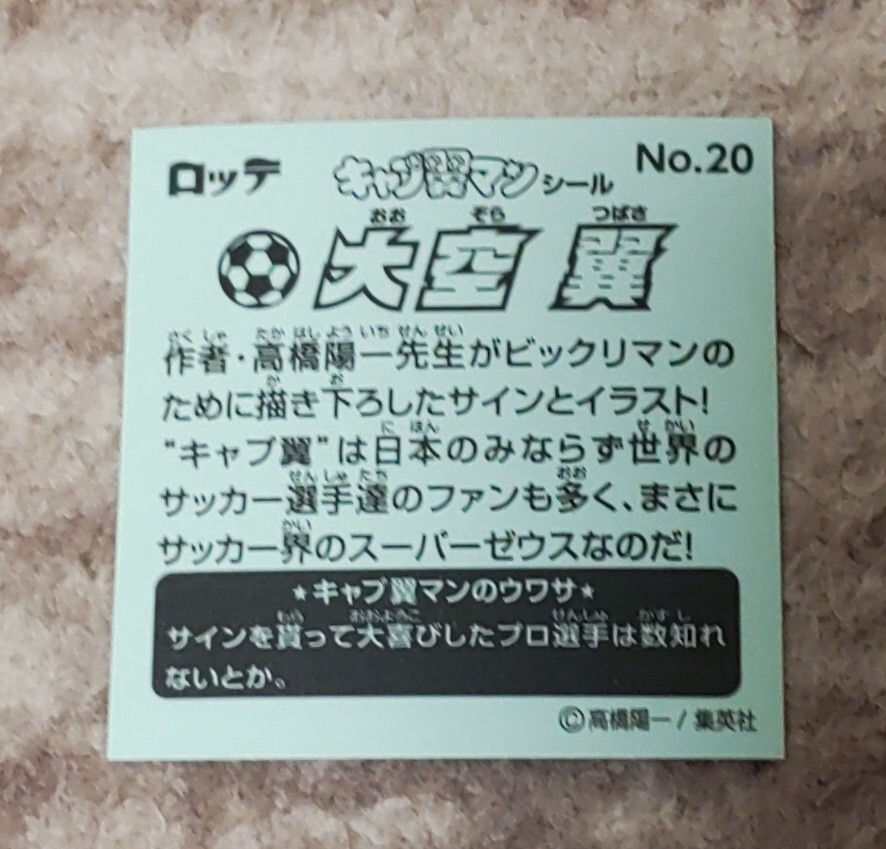 ロッテ キャプ翼マンシール No.20
おお ぞら つばさ
大空 翼
さくしゃ たかはしよういちせんせい
作者・高橋陽一先生がビックリマンの
か お
ために描き下ろしたサインとイラスト!
にほん せかい
“キャプ翼”は日本のみならず世界の
せんしゅたち おお
サッカー選手達のファンも多く、まさに
かい
サッカー界のスーパーゼウスなのだ!
★キャプ翼マンのウワサ★
もら おおよろこ せんしゅ かずし
サインを貰って大喜びしたプロ選手は数知れ
ないとか。
©高橋陽一/集英社